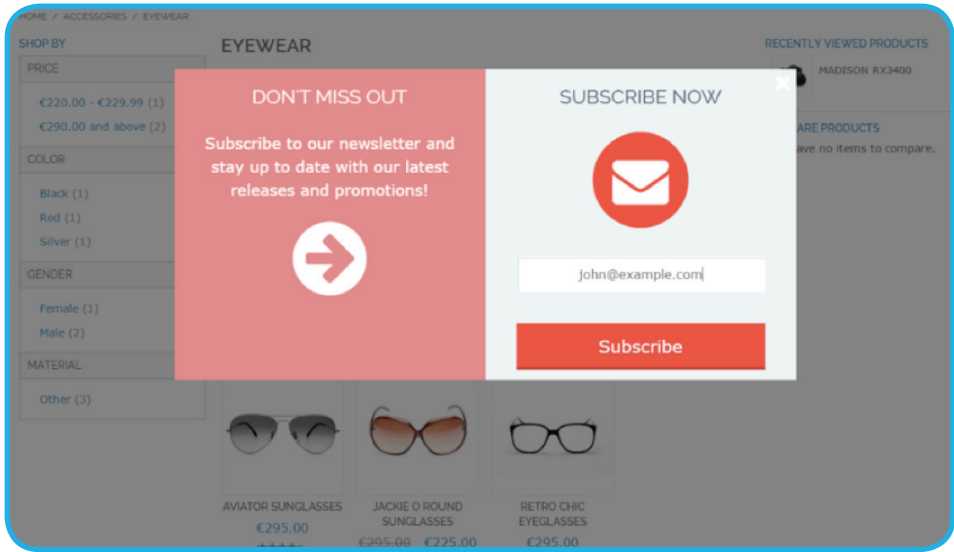 HOME / ACCESSORIES / EYEWEAR
SHOP BY
PRICE
€220.00 - €229.99 (1)
€290.00 and above (2)
COLOR
Black (1)
Red (1)
Silver (1)
GENDER
Female (1)
Male (2)
MATERIAL
Other (3)
EYEWEAR
DON'T MISS OUT
Subscribe to our newsletter and
stay up to date with our latest
releases and promotions!
SUBSCRIBE NOW
john@example.com
Subscribe
AVIATOR SUNGLASSES
€295.00
JACKIE O ROUND
SUNGLASSES
€295.00 €225.00
RETRO CHIC
EYEGLASSES
€295.00
RECENTLY VIEWED PRODUCTS
MADISON RX3400
ARE PRODUCTS
ave no items to compare.